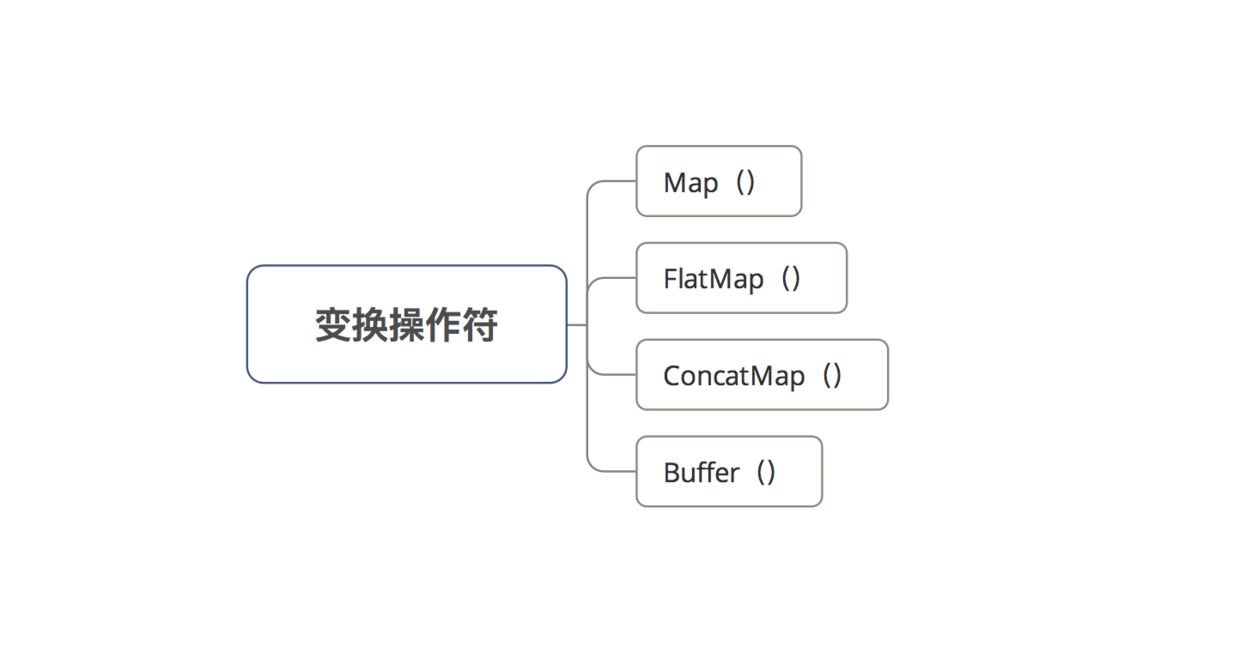 变换操作符
Map ()
FlatMap ()
ConcatMap ()
Buffer ()